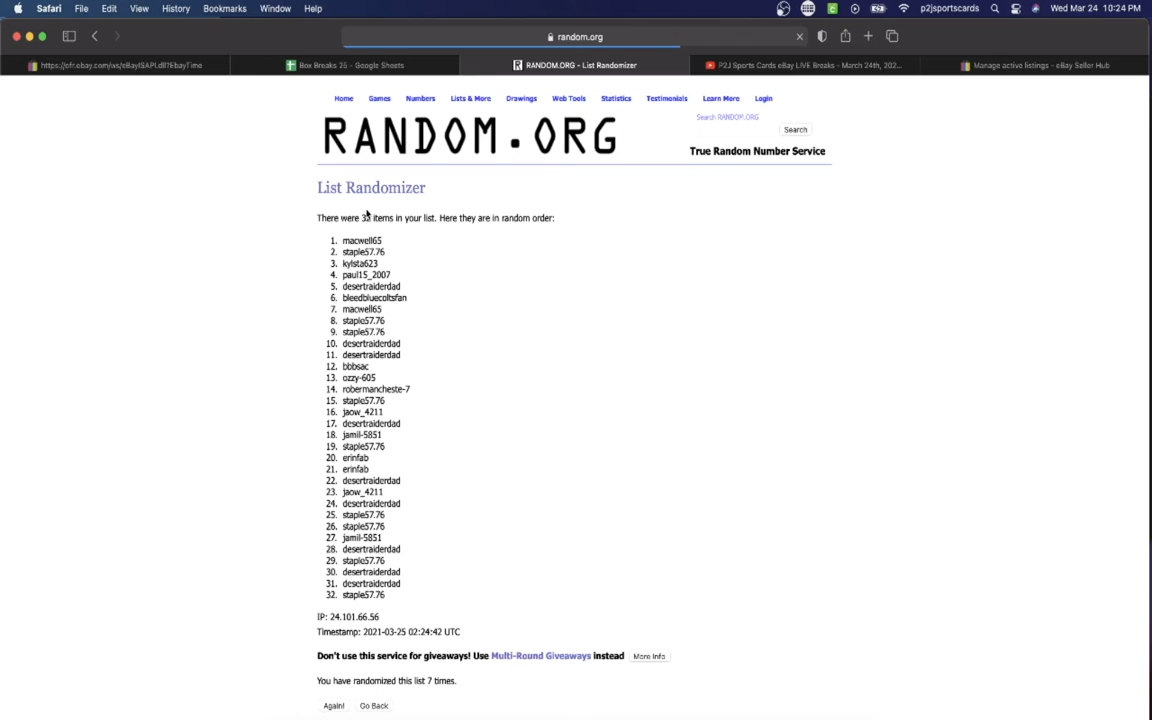 Safari File Edit View History Bookmarks Window Help p2jsportscards Wed Mar 24 10:24 PM
random.org
https://ofr.ebay.com/ws/eBayISAPI.dll?EbayTime Box Breaks 25 - Google Sheets RANDOM.ORG - List Randomizer P2J Sports Cards eBay LIVE Breaks - March 24th, 202... Manage active listings - eBay Seller Hub
Home Games Numbers Lists & More Drawings Web Tools Statistics Testimonials Learn More Login
Search RANDOM.ORG
RANDOM.ORG
Search
True Random Number Service
List Randomizer
There were 32 items in your list. Here they are in random order:
1. macwell65
2. staple57.76
3. kylsta623
4. paul15_2007
5. desertraiderdad
6. bleedbluecoltsfan
7. macwell65
8. staple57.76
9. staple57.76
10. desertraiderdad
11. desertraiderdad
12. bbbsac
13. ozzy-605
14. robermancheste-7
15. staple57.76
16. jaow_4211
17. desertraiderdad
18. jamil-5851
19. staple57.76
20. erinfab
21. erinfab
22. desertraiderdad
23. jaow_4211
24. desertraiderdad
25. staple57.76
26. staple57.76
27. jamil-5851
28. desertraiderdad
29. staple57.76
30. desertraiderdad
31. desertraiderdad
32. staple57.76
IP: 24.101.66.56
Timestamp: 2021-03-25 02:24:42 UTC
Don't use this service for giveaways! Use Multi-Round Giveaways instead More Info
You have randomized this list 7 times.
Again! Go Back